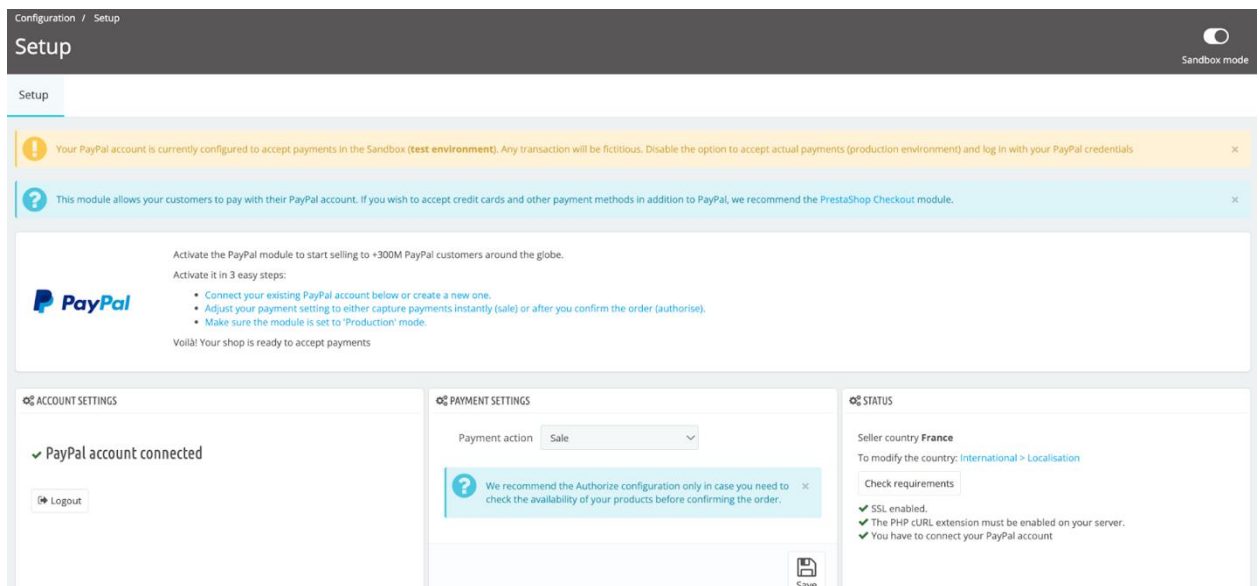 Configuration / Setup
Setup
Sandbox mode
Setup
Your PayPal account is currently configured to accept payments in the Sandbox (test environment). Any transaction will be fictitious. Disable the option to accept actual payments (production environment) and log in with your PayPal credentials
This module allows your customers to pay with their PayPal account. If you wish to accept credit cards and other payment methods in addition to PayPal, we recommend the PrestaShop Checkout module.
Activate the PayPal module to start selling to +300M PayPal customers around the globe.
Activate it in 3 easy steps:
PayPal
• Connect your existing PayPal account below or create a new one.
• Adjust your payment setting to either capture payments instantly (sale) or after you confirm the order (authorise).
• Make sure the module is set to 'Production' mode.
Voilà! Your shop is ready to accept payments
ACCOUNT SETTINGS
PayPal account connected
Logout
PAYMENT SETTINGS
Payment action Sale
We recommend the Authorize configuration only in case you need to
check the availability of your products before confirming the order.
Save
STATUS
Seller country France
To modify the country: International > Localisation
Check requirements
SSL enabled.
The PHP cURL extension must be enabled on your server.
You have to connect your PayPal account